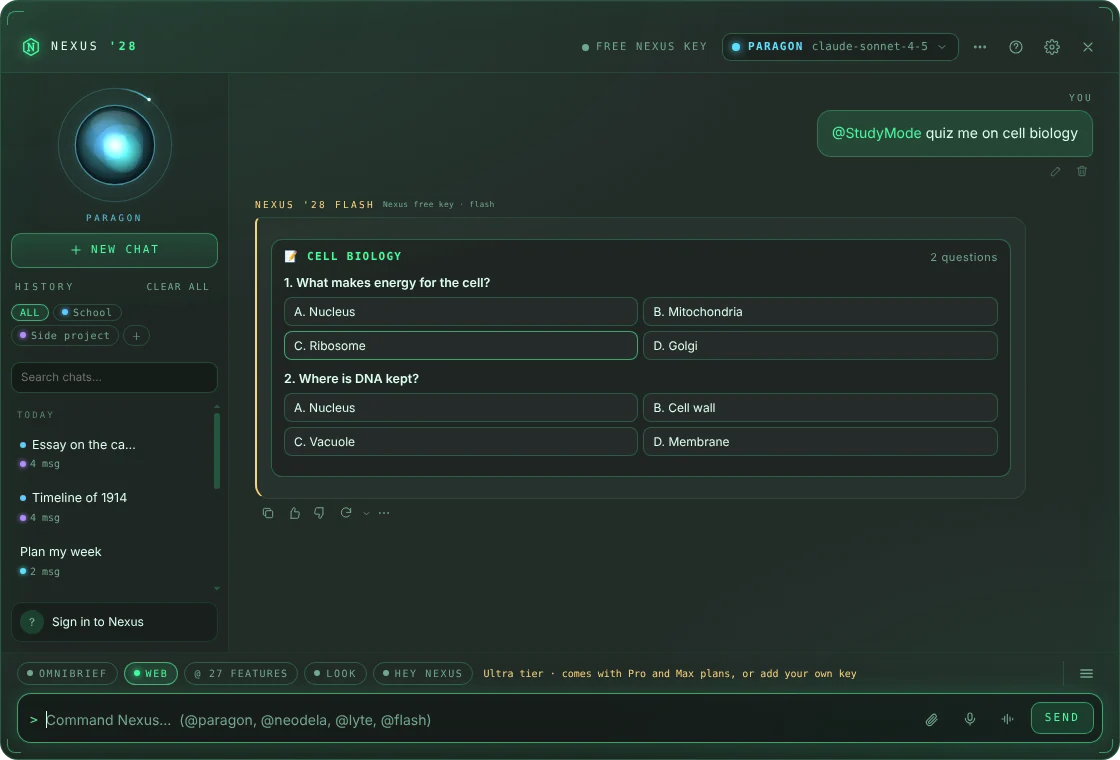 NEXUS '28
FREE NEXUS KEY
PARAGON claude-sonnet-4-5
PARAGON
+ NEW CHAT
HISTORY CLEAR ALL
ALL School
Side project +
Search chats...
TODAY
Essay on the ca...
4 msg
Timeline of 1914
4 msg
Plan my week
2 msg
? Sign in to Nexus
YOU
@StudyMode quiz me on cell biology
NEXUS '28 FLASH Nexus free key · flash
CELL BIOLOGY 2 questions
1. What makes energy for the cell?
A. Nucleus B. Mitochondria
C. Ribosome D. Golgi
2. Where is DNA kept?
A. Nucleus B. Cell wall
C. Vacuole D. Membrane
OMNIBRIEF WEB @ 27 FEATURES LOOK HEY NEXUS Ultra tier · comes with Pro and Max plans, or add your own key
> Command Nexus... (@paragon, @neodela, @lyte, @flash) SEND